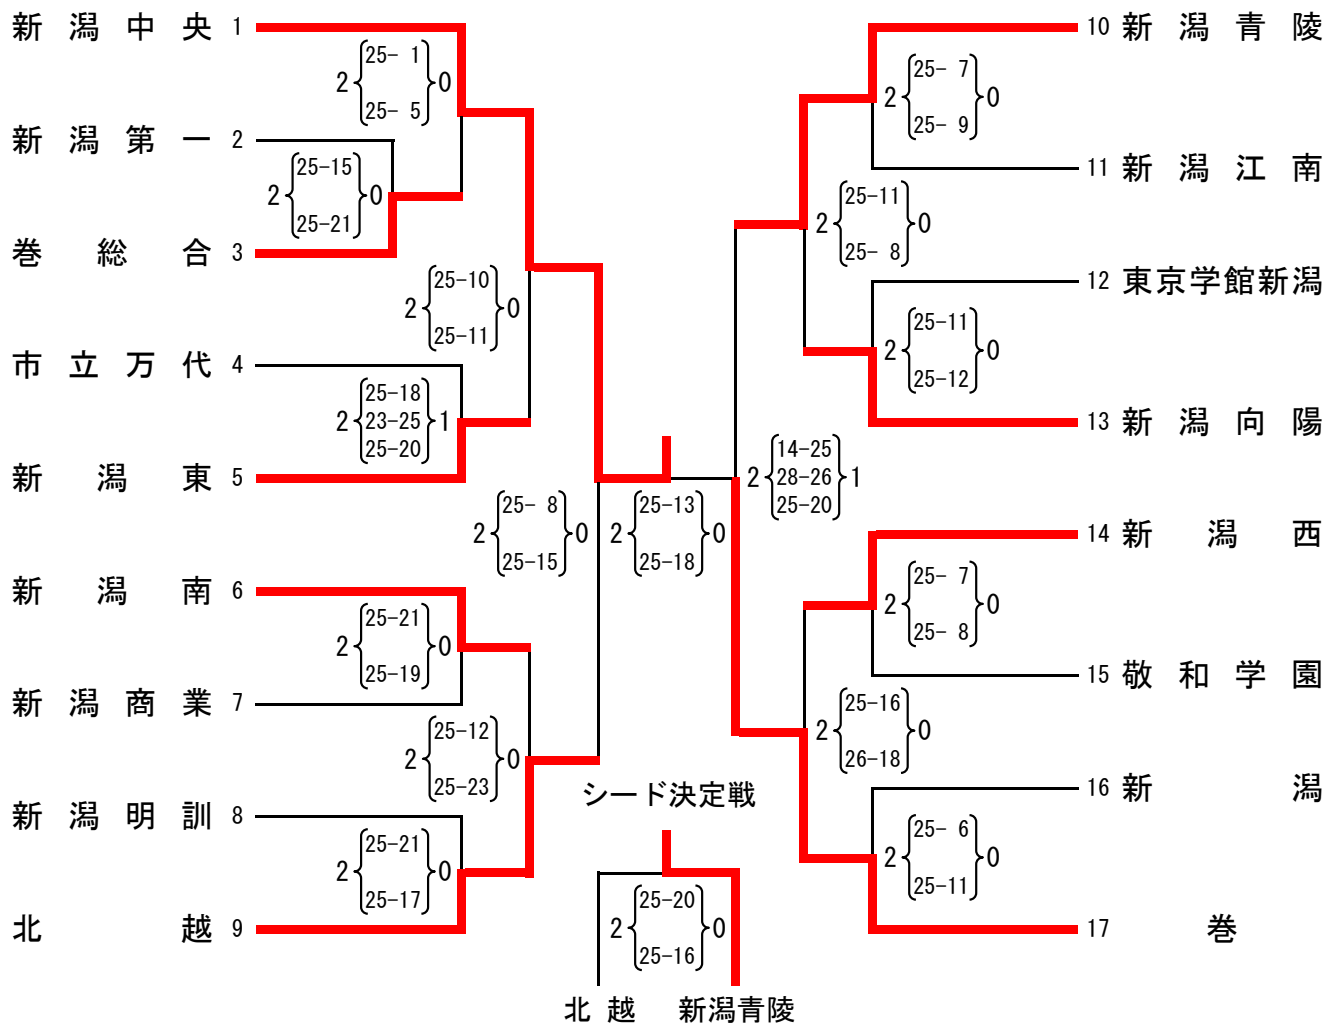 新潟中央 1
25- 1
2 0
25- 5
新潟第一 2
25-15
2 0
25-21
巻総合 3
25-10
2 0
25-11
市立万代 4
25-18
2 23-25 1
25-20
新潟東 5
25- 8
2 0
25-15
25-13
2 0
25-18
新潟南 6
25-21
2 0
25-19
新潟商業 7
25-12
2 0
25-23
新潟明訓 8
25-21
2 0
25-17
北越 9
10 新潟青陵
25- 7
2 0
25- 9
11 新潟江南
25-11
2 0
25- 8
12 東京学館新潟
25-11
2 0
25-12
13 新潟向陽
14-25
2 28-26 1
25-20
14 新潟西
25- 7
2 0
25- 8
15 敬和学園
25-16
2 0
26-18
16 新潟
25- 6
2 0
25-11
17 巻
シード決定戦
25-20
2 0
25-16
北越 新潟青陵